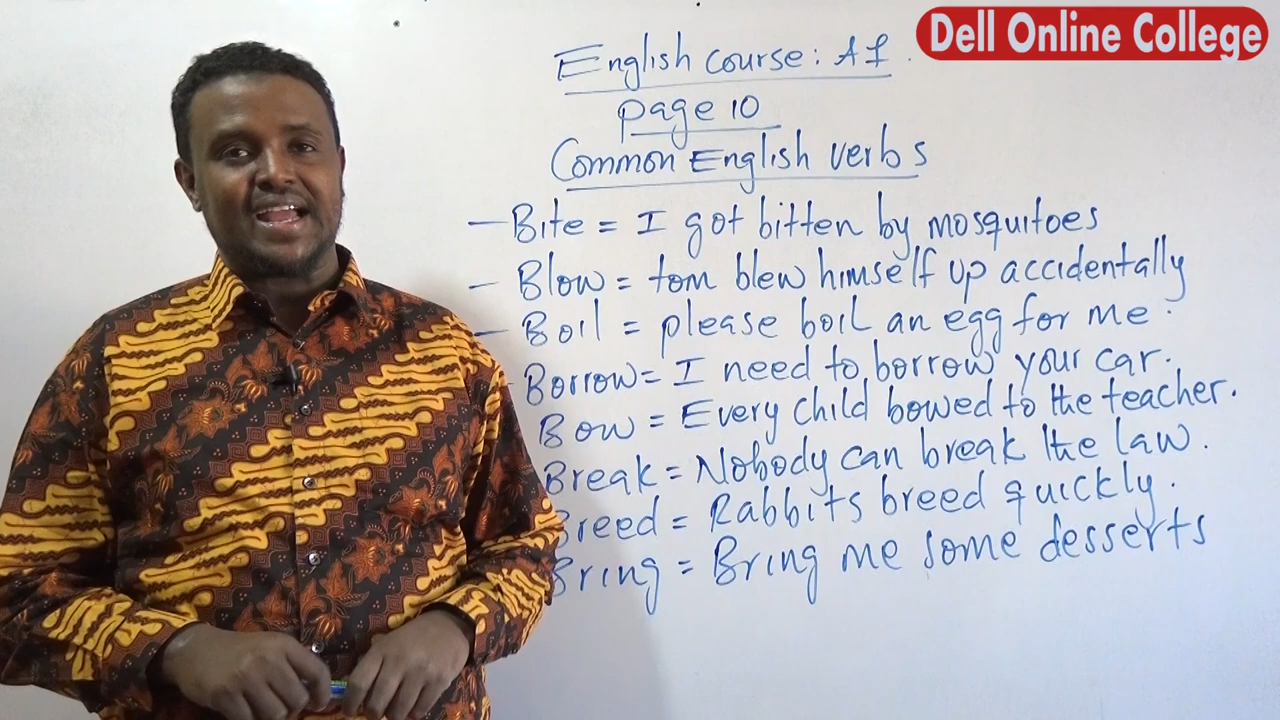 Dell Online College
English course: A1.
page 10
Common English verbs
- Bite = I got bitten by mosquitoes
- Blow = tom blew himself up accidentally
- Boil = please boil an egg for me.
- Borrow = I need to borrow your car.
Bow = Every child bowed to the teacher.
Break = Nobody can break the law.
Breed = Rabbits breed quickly.
Bring = Bring me some desserts